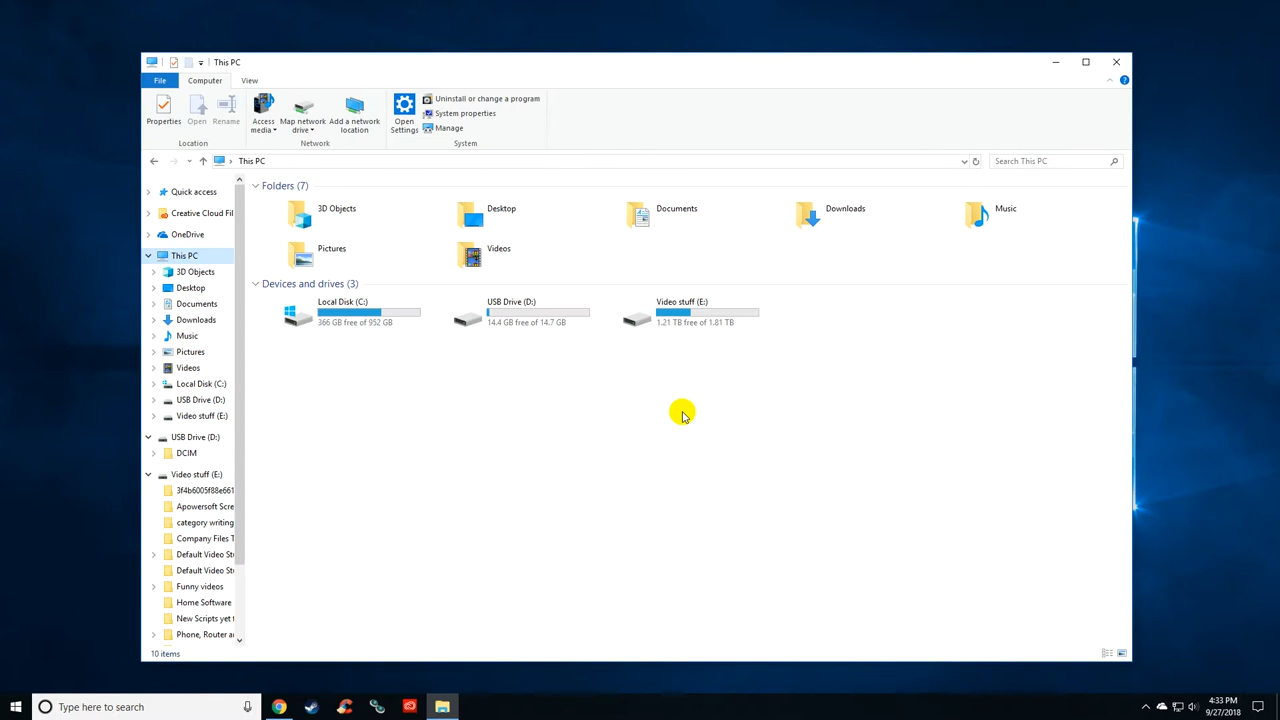 This PC
File
Computer
View
Properties
Open
Rename
Access media
Map network drive
Add a network location
Open Settings
Uninstall or change a program
System properties
Manage
Location
Network
System
This PC
Search This PC
Quick access
Creative Cloud Fil
OneDrive
This PC
3D Objects
Desktop
Documents
Downloads
Music
Pictures
Videos
Local Disk (C:)
USB Drive (D:)
Video stuff (E:)
USB Drive (D:)
DCIM
Video stuff (E:)
3f4b6005f88e661
Apowersoft Scre
category writing
Company Files T
Default Video Stu
Default Video Stu
Funny videos
Home Software
New Scripts yet t
Phone, Router a
Folders (7)
3D Objects
Desktop
Documents
Downloads
Music
Pictures
Videos
Devices and drives (3)
Local Disk (C:)
366 GB free of 952 GB
USB Drive (D:)
14.4 GB free of 14.7 GB
Video stuff (E:)
1.21 TB free of 1.81 TB
10 items
Type here to search
4:33 PM
9/27/2018